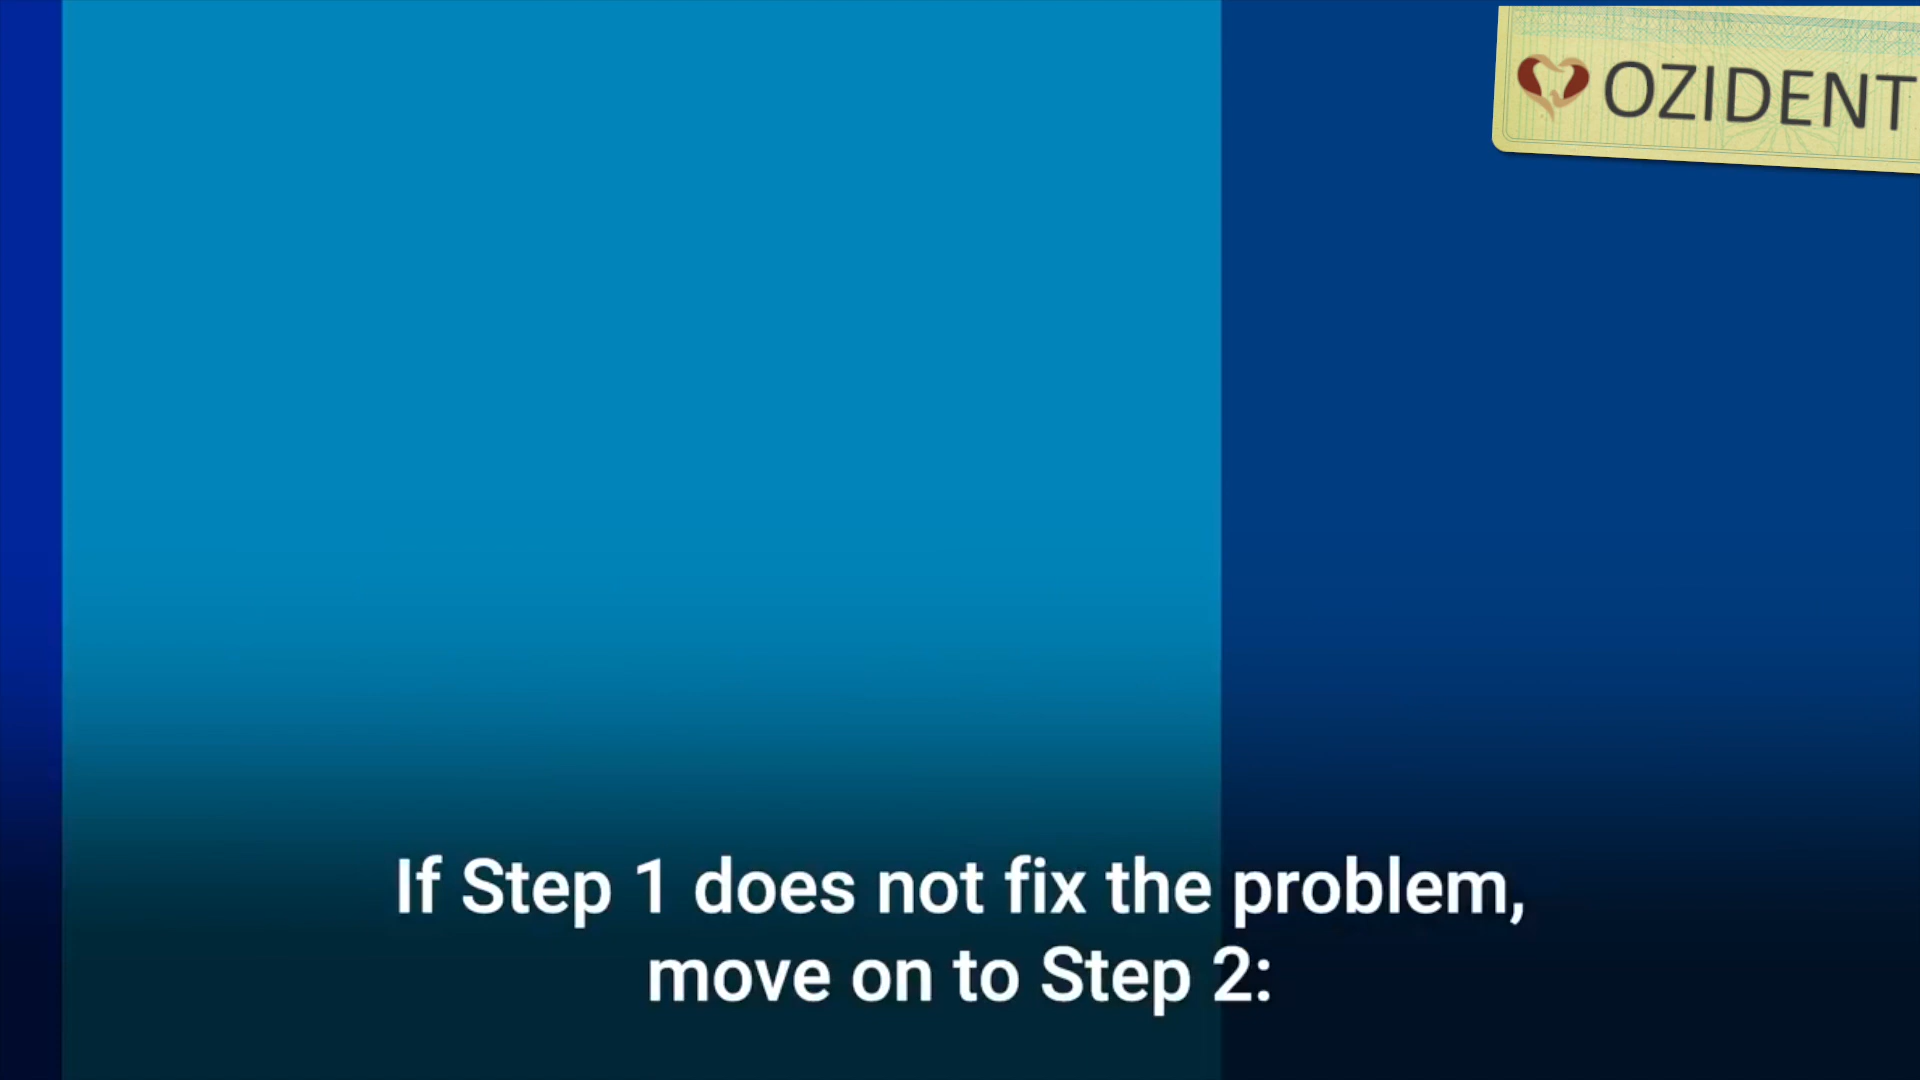 OZIDENT
If Step 1 does not fix the problem,
move on to Step 2: